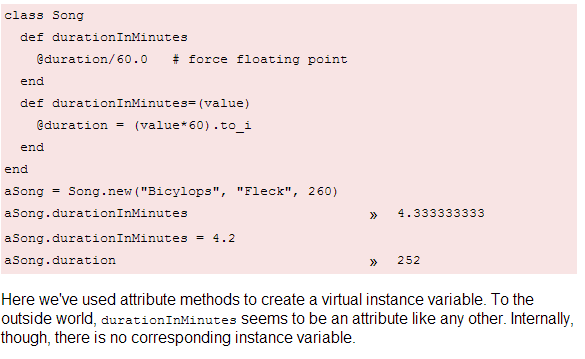 class Song
  def durationInMinutes
    @duration/60.0   # force floating point
  end
  def durationInMinutes=(value)
    @duration = (value*60).to_i
  end
end
aSong = Song.new("Bicylops", "Fleck", 260)
aSong.durationInMinutes » 4.333333333
aSong.durationInMinutes = 4.2
aSong.duration » 252
Here we've used attribute methods to create a virtual instance variable. To the
outside world, durationInMinutes seems to be an attribute like any other. Internally,
though, there is no corresponding instance variable.